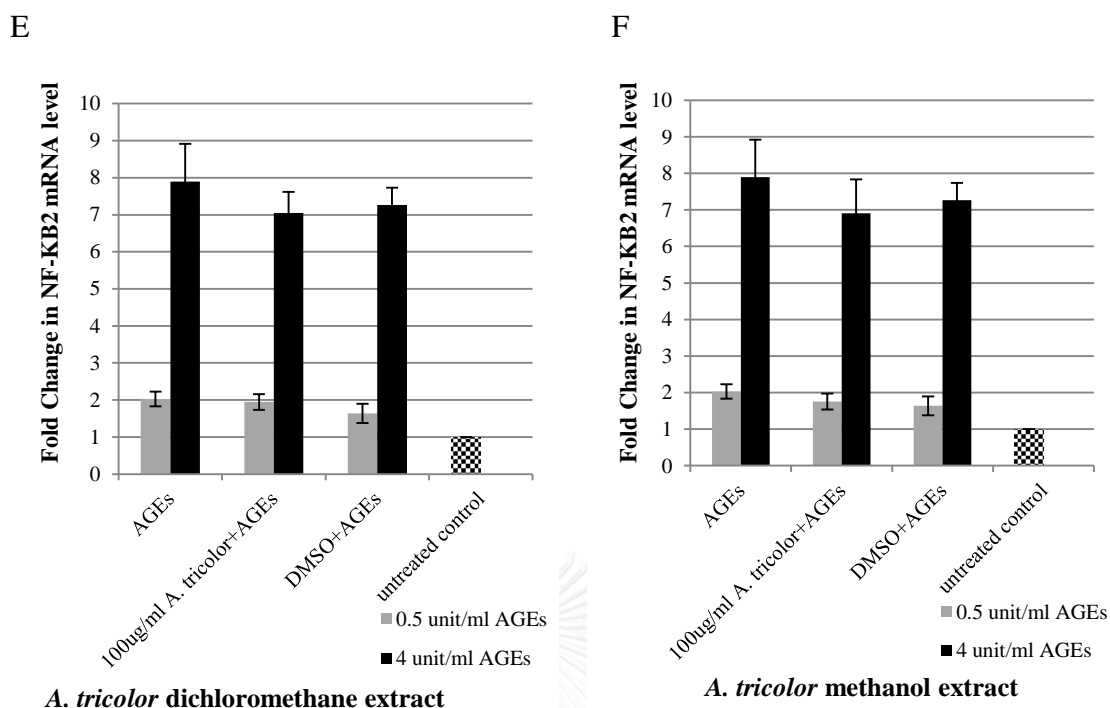 E
Fold Change in NF-KB2 mRNA level
10
9
8
7
6
5
4
3
2
1
0
AGEs
100ug/ml A. tricolor+AGEs
DMSO+AGEs
untreated control
0.5 unit/ml AGEs
4 unit/ml AGEs
A. tricolor dichloromethane extract
F
Fold Change in NF-KB2 mRNA level
10
9
8
7
6
5
4
3
2
1
0
AGEs
100ug/ml A. tricolor+AGEs
DMSO+AGEs
untreated control
0.5 unit/ml AGEs
4 unit/ml AGEs
A. tricolor methanol extract